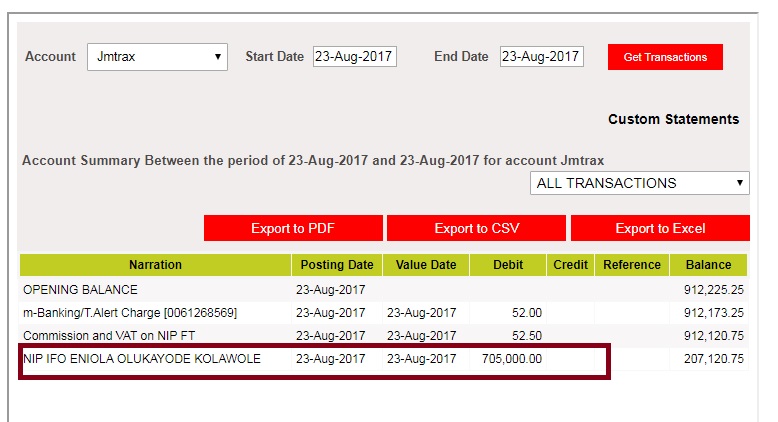 Account Jmtrax Start Date 23-Aug-2017 End Date 23-Aug-2017 Get Transactions
Custom Statements
Account Summary Between the period of 23-Aug-2017 and 23-Aug-2017 for account Jmtrax
ALL TRANSACTIONS
Export to PDF Export to CSV Export to Excel
Narration Posting Date Value Date Debit Credit Reference Balance
OPENING BALANCE 23-Aug-2017 912,225.25
m-Banking/T.Alert Charge [0061268569] 23-Aug-2017 23-Aug-2017 52.00 912,173.25
Commission and VAT on NIP FT 23-Aug-2017 23-Aug-2017 52.50 912,120.75
NIP IFO ENIOLA OLUKAYODE KOLAWOLE 23-Aug-2017 23-Aug-2017 705,000.00 207,120.75